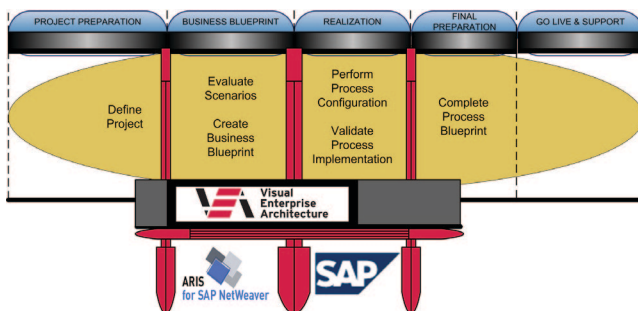 PROJECT PREPARATION
BUSINESS BLUEPRINT
REALIZATION
FINAL
PREPARATION
GO LIVE & SUPPORT
Define
Project
Evaluate
Scenarios
Create
Business
Blueprint
Perform
Process
Configuration
Validate
Process
Implementation
Complete
Process
Blueprint
VEA Visual
Enterprise
Architecture
ARIS
for SAP NetWeaver
SAP